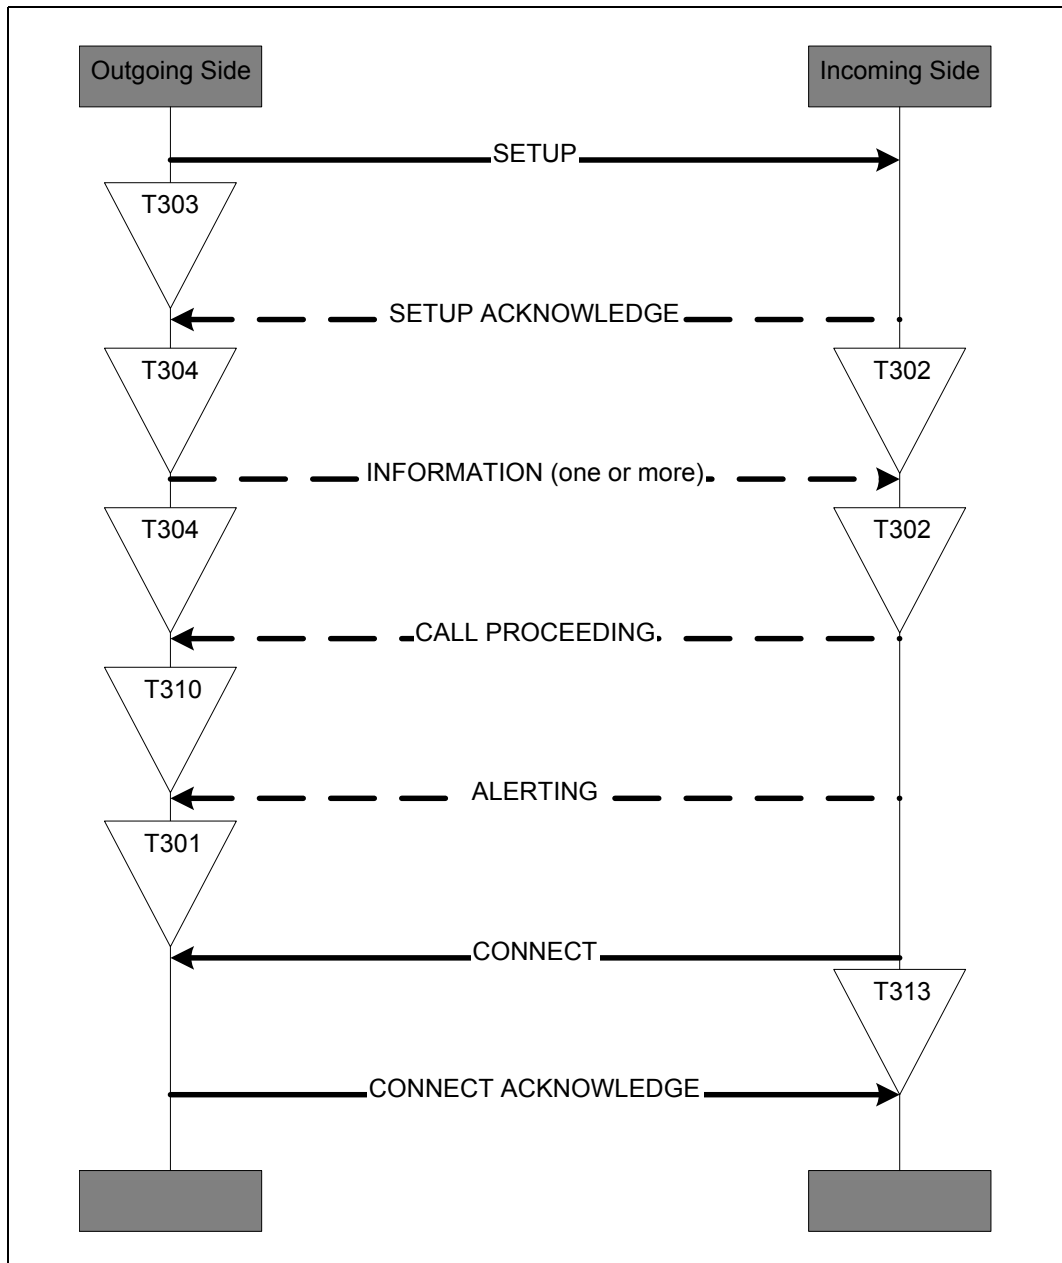 Outgoing Side
Incoming Side
SETUP
T303
SETUP ACKNOWLEDGE
T304
T302
INFORMATION (one or more)
T304
T302
CALL PROCEEDING
T310
ALERTING
T301
CONNECT
T313
CONNECT ACKNOWLEDGE